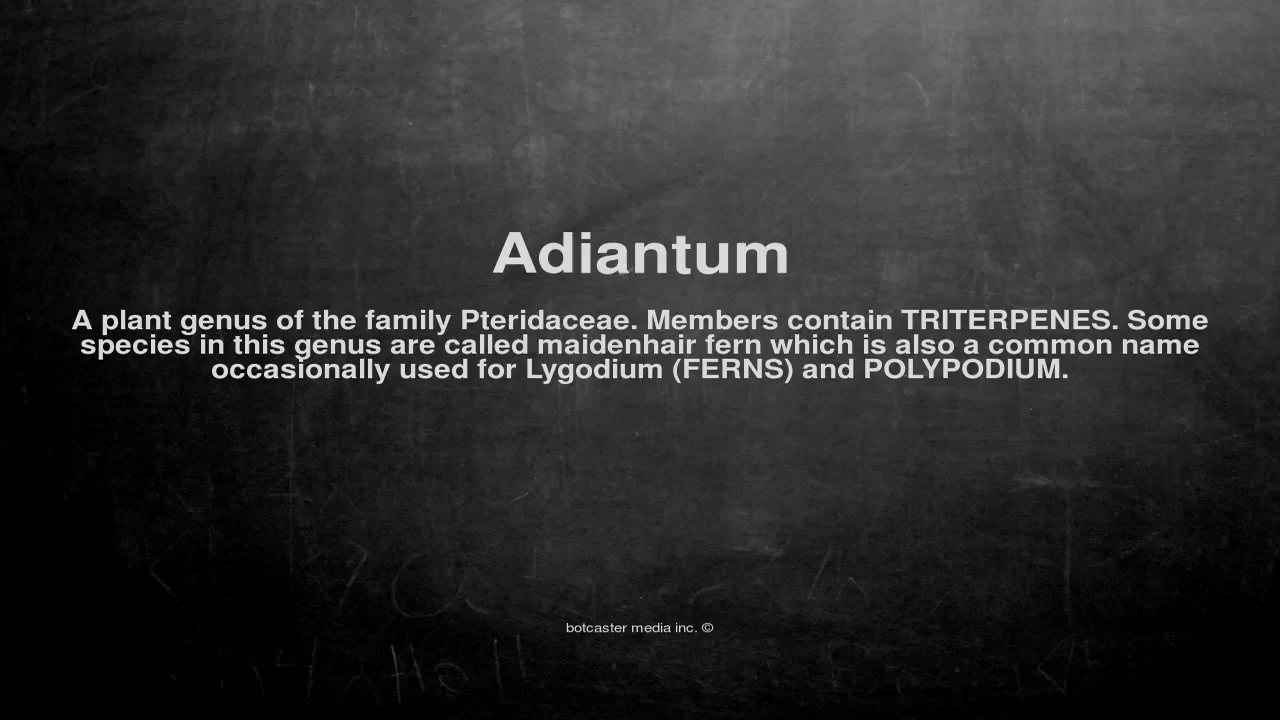 Adiantum
A plant genus of the family Pteridaceae. Members contain TRITERPENES. Some
species in this genus are called maidenhair fern which is also a common name
occasionally used for Lygodium (FERNS) and POLYPODIUM.
botcaster media inc. ©